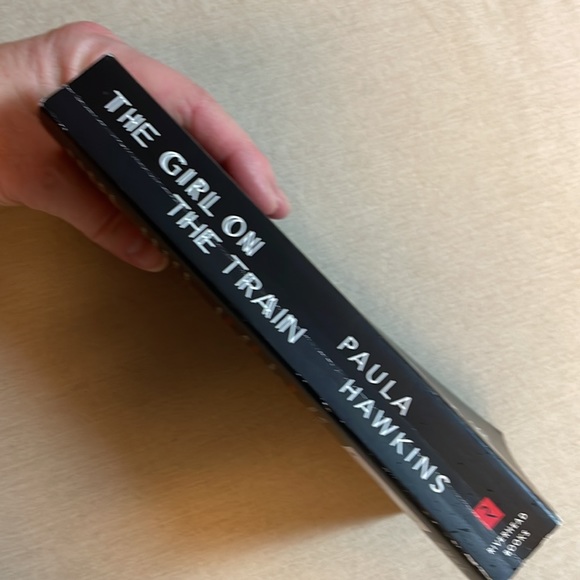 THE GIRL ON
THE TRAIN
PAULA
HAWKINS
RIVERHEAD
BOOKS